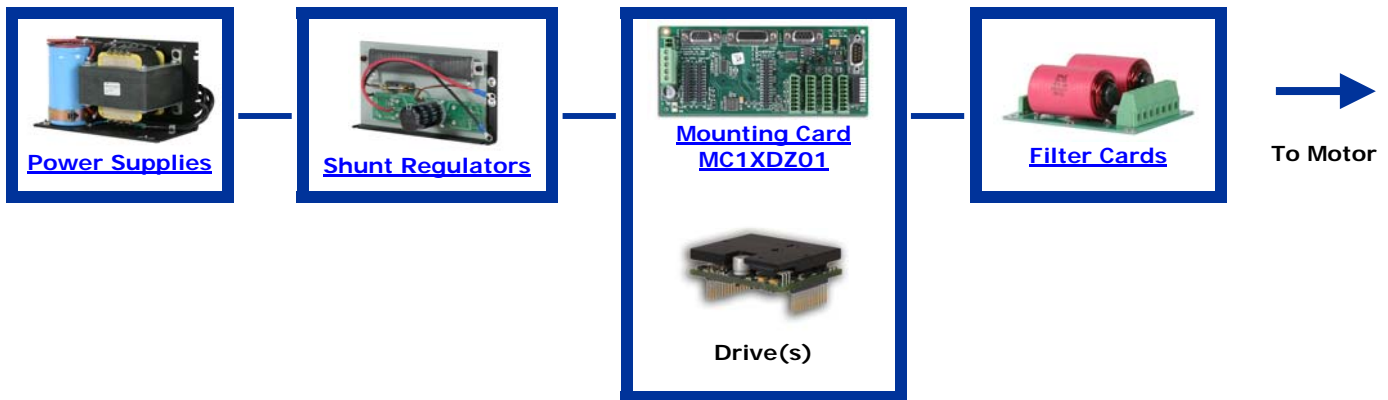 Power Supplies
Shunt Regulators
Mounting Card
MC1XDZ01
Drive(s)
Filter Cards
To Motor